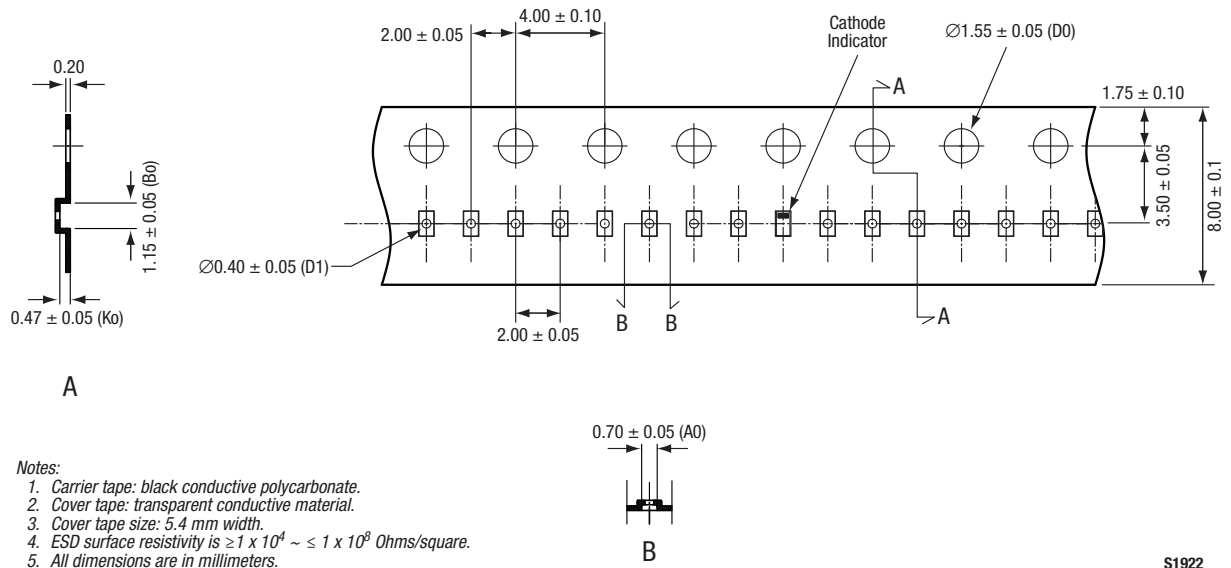 4.00 ± 0.10
2.00 ± 0.05
Cathode
Indicator
∅1.55 ± 0.05 (D0)
0.20
A
1.75 ± 0.10
1.15 ± 0.05 (Bo)
3.50 ± 0.05
8.00 ± 0.1
∅0.40 ± 0.05 (D1)
0.47 ± 0.05 (Ko)
B B
A
2.00 ± 0.05
A
0.70 ± 0.05 (A0)
B
Notes:
1. Carrier tape: black conductive polycarbonate.
2. Cover tape: transparent conductive material.
3. Cover tape size: 5.4 mm width.
4. ESD surface resistivity is ≥1 x 10⁴ ~ ≤ 1 x 10⁸ Ohms/square.
5. All dimensions are in millimeters.
S1922